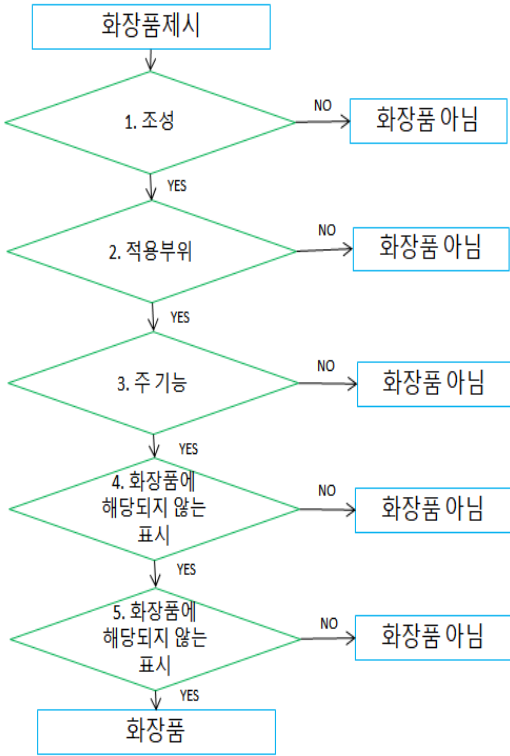 화장품제시
1. 조성
NO
화장품 아님
YES
2. 적용부위
NO
화장품 아님
YES
3. 주 기능
NO
화장품 아님
YES
4. 화장품에
해당되지 않는
표시
NO
화장품 아님
YES
5. 화장품에
해당되지 않는
표시
NO
화장품 아님
YES
화장품